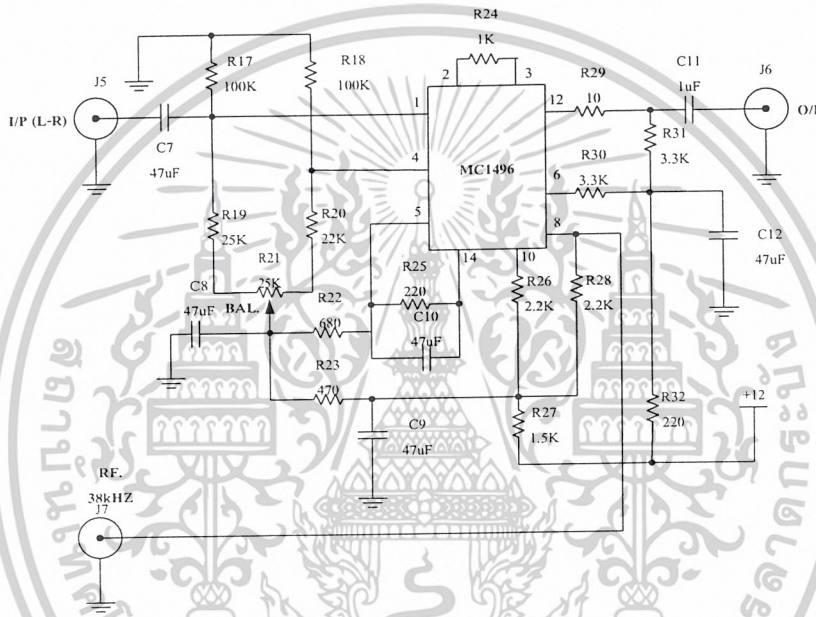 R24
1K
R17
100K
R18
100K
2
3
R29
10
C11
1uF
J5
J6
I/P (L-R)
1
12
C7
47uF
R31
3.3K
4
MC1496
R30
3.3K
6
5
8
R19
25K
R20
22K
14
10
C12
47uF
R21
25K
R25
220
R26
2.2K
R28
2.2K
C8
47uF
BAL.
R22
680
C10
47uF
R23
470
R27
1.5K
R32
220
+12
C9
47uF
RF.
38kHZ
J7